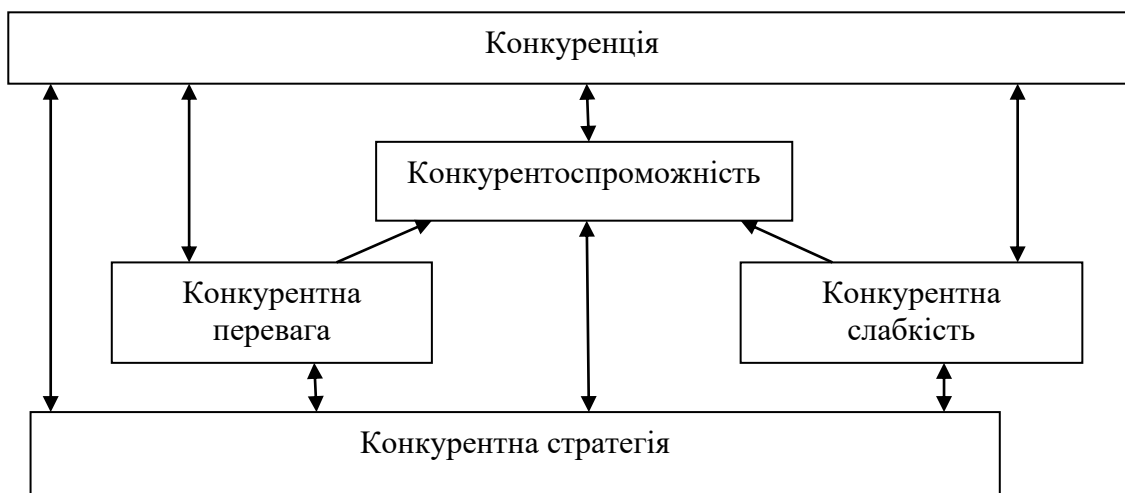 Конкуренція
Конкурентоспроможність
Конкурентна
перевага
Конкурентна
слабкість
Конкурентна стратегія